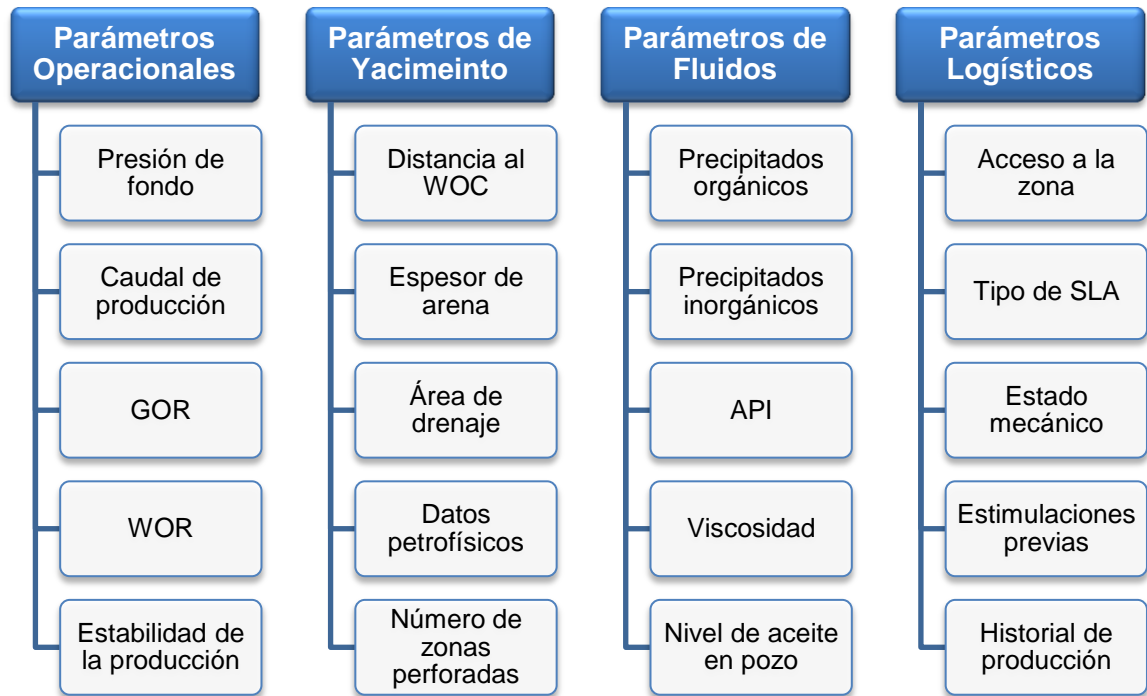 Parámetros
Operacionales
Presión de
fondo
Caudal de
producción
GOR
WOR
Estabilidad de
la producción
Parámetros de
Yacimeinto
Distancia al
WOC
Espesor de
arena
Área de
drenaje
Datos
petrofísicos
Número de
zonas
perforadas
Parámetros de
Fluidos
Precipitados
orgánicos
Precipitados
inorgánicos
API
Viscosidad
Nivel de aceite
en pozo
Parámetros
Logísticos
Acceso a la
zona
Tipo de SLA
Estado
mecánico
Estimulaciones
previas
Historial de
producción